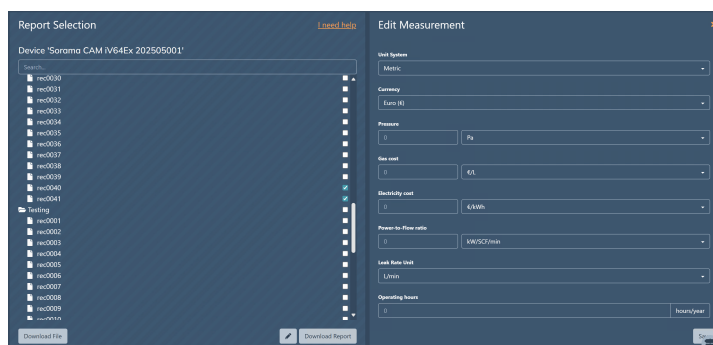 Report Selection
I need help
Device 'Sorama CAM iV64Ex 202505001'
Search...
rec0030
rec0031
rec0032
rec0033
rec0034
rec0035
rec0036
rec0037
rec0038
rec0039
rec0040
rec0041
Testing
rec0001
rec0002
rec0003
rec0004
rec0005
rec0006
rec0007
rec0008
rec0009
rec0010
Download File
Download Report
Edit Measurement
Unit System
Metric
Currency
Euro (€)
Pressure
0
Pa
Gas cost
0
€/L
Electricity cost
0
€/kWh
Power-to-Flow ratio
0
kW/SCF/min
Leak Rate Unit
L/min
Operating hours
0
hours/year